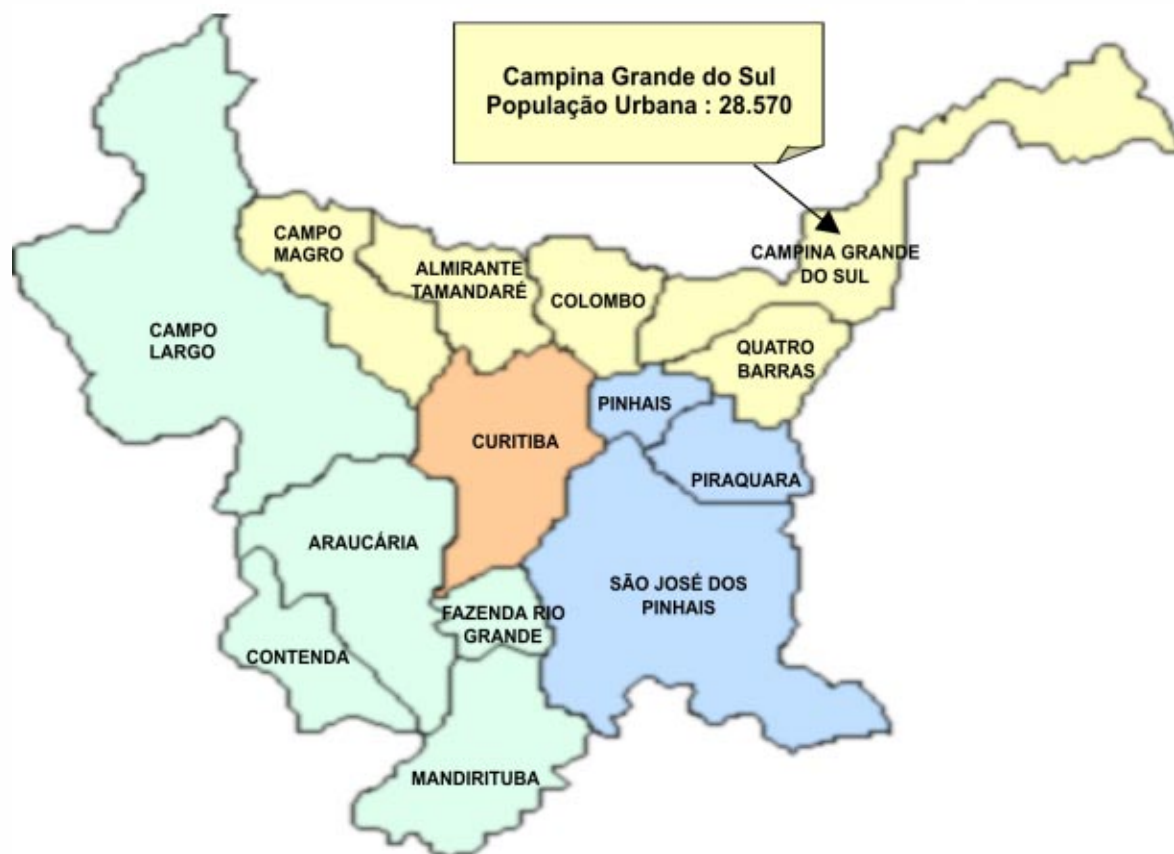 Campina Grande do Sul
População Urbana : 28.570
CAMPO
MAGRO
ALMIRANTE
TAMANDARÉ
COLOMBO
CAMPINA GRANDE
DO SUL
CAMPO
LARGO
QUATRO
BARRAS
PINHAIS
CURITIBA
PIRAQUARA
ARAUCÁRIA
SÃO JOSÉ DOS
PINHAIS
FAZENDA RIO
GRANDE
CONTENDA
MANDIRITUBA